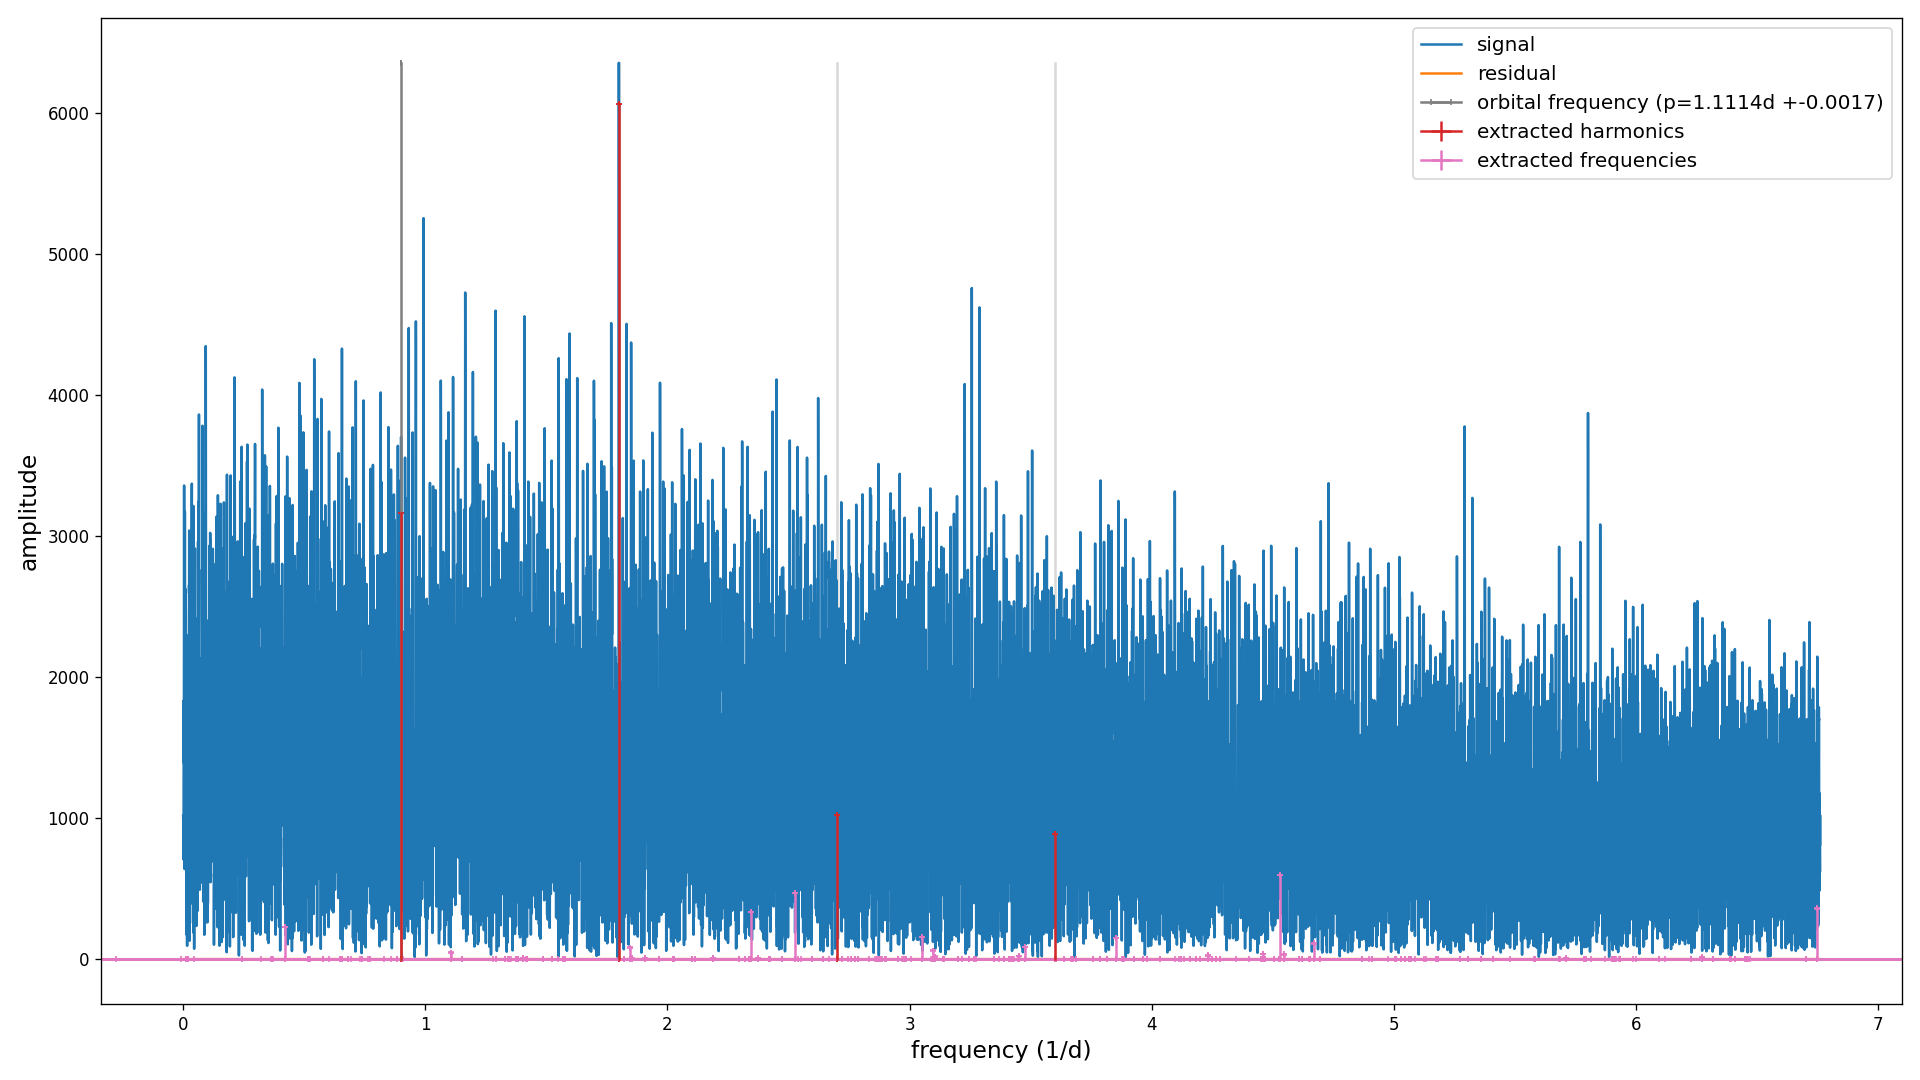 signal
residual
orbital frequency (p=1.1114d +-0.0017)
extracted harmonics
extracted frequencies
amplitude
6000
5000
4000
3000
2000
1000
0
0 1 2 3 4 5 6 7
frequency (1/d)